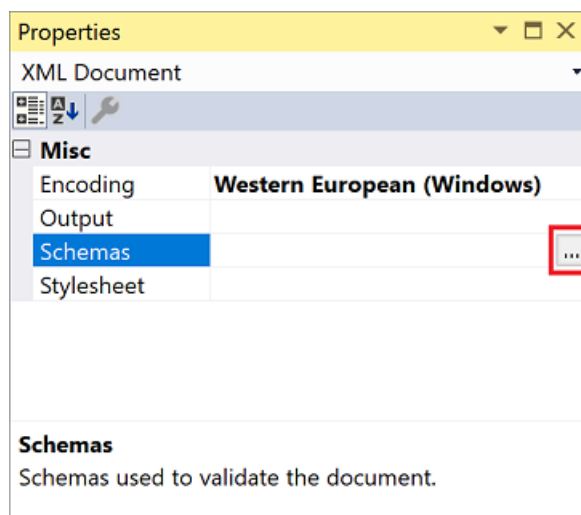 Properties
XML Document
Misc
Encoding Western European (Windows)
Output
Schemas ...
Stylesheet
Schemas
Schemas used to validate the document.